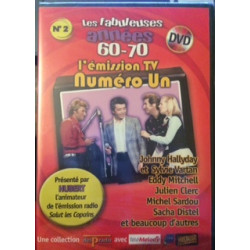 N°2
Les fabuleuses
années
60-70
DVD
l'émission TV
Numéro Un
Johnny Hallyday
et Sylvie Vartan
Eddy Mitchell
Julien Clerc
Michel Sardou
Sacha Distel
et beaucoup d'autres
Présenté par
HUBERT
L'animateur
de l'émission radio
Salut les Copains
Une collection
avec